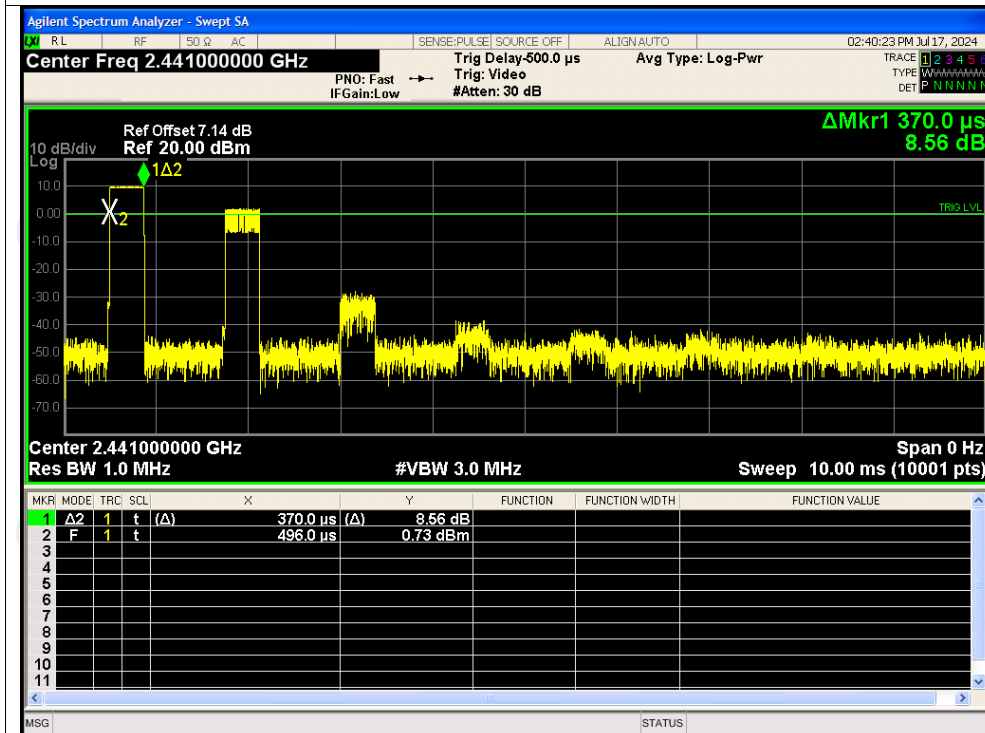 Agilent Spectrum Analyzer - Swept SA
LXI RL RF 50 Ω AC SENSE:PULSE SOURCE OFF ALIGN AUTO 02:40:23 PM Jul 17, 2024
Center Freq 2.441000000 GHz
PNO: Fast
IFGain:Low
Trig Delay-500.0 µs
Trig: Video
#Atten: 30 dB
Avg Type: Log-Pwr
TRACE 1 2 3 4 5 6
TYPE WWWWWW
DET P N N N N N
ΔMkr1 370.0 µs
8.56 dB
Ref Offset 7.14 dB
10 dB/div Ref 20.00 dBm
Log
1Δ2
10.0
0.00
X2
TRIG LVL
-10.0
-20.0
-30.0
-40.0
-50.0
-60.0
-70.0
Center 2.441000000 GHz Span 0 Hz
Res BW 1.0 MHz #VBW 3.0 MHz Sweep 10.00 ms (10001 pts)
MKR MODE TRC SCL X Y FUNCTION FUNCTION WIDTH FUNCTION VALUE
1 Δ2 1 t (Δ) 370.0 µs (Δ) 8.56 dB
2 F 1 t 496.0 µs 0.73 dBm
3
4
5
6
7
8
9
10
11
MSG STATUS